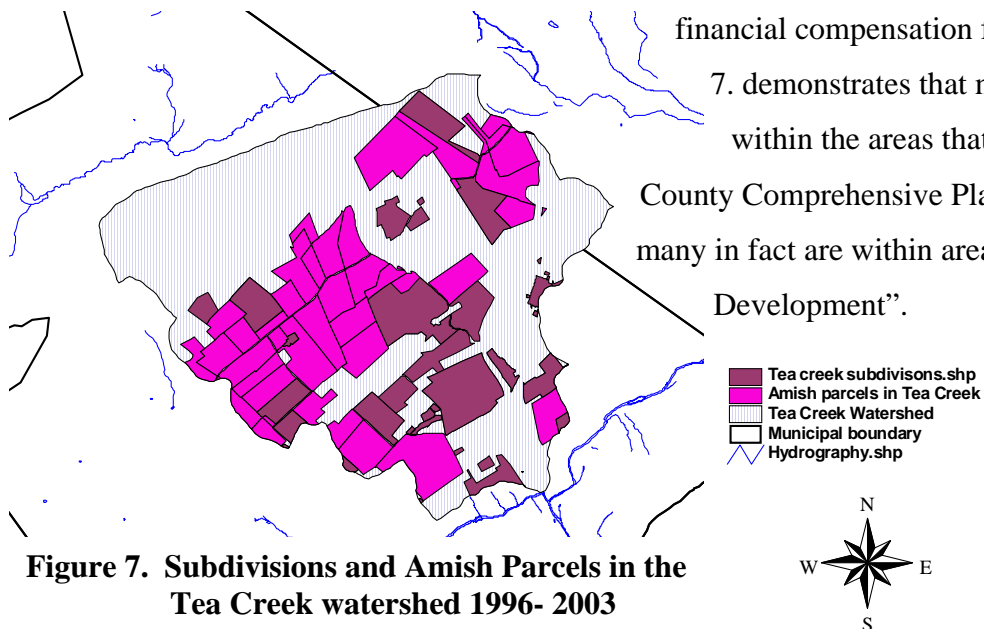 financial compensation f
7. demonstrates that
within the areas that
County Comprehensive Pla
many in fact are within area
Development”.
Tea creek subdivisons.shp
Amish parcels in Tea Creek
Tea Creek Watershed
Municipal boundary
Hydrography.shp
N
W E
S
Figure 7. Subdivisions and Amish Parcels in the
Tea Creek watershed 1996- 2003